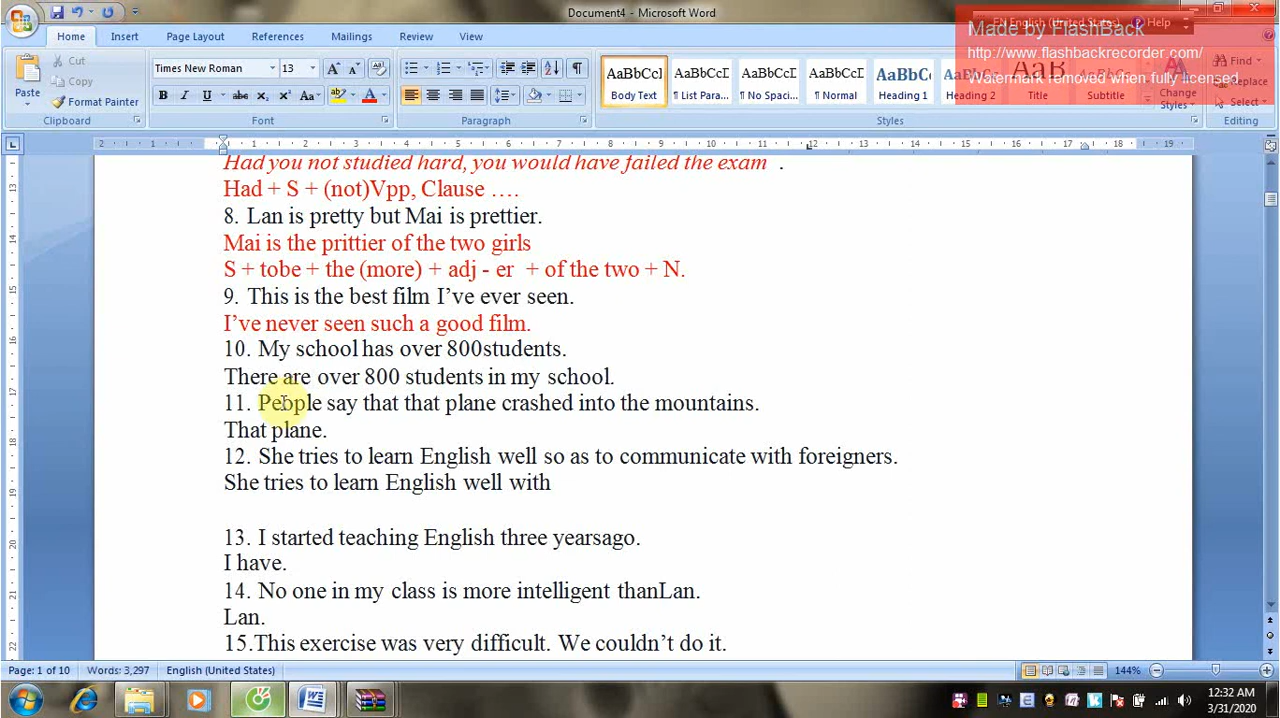 Document4 - Microsoft Word
EN English (United States) Help
Made by FlashBack
http://www.flashbackrecorder.com/
Watermark removed when fully licensed
Home Insert Page Layout References Mailings Review View
Paste
Cut
Copy
Format Painter
Clipboard
Times New Roman 13
Font
Paragraph
AaBbCcI AaBbCcD AaBbCcD AaBbCcD AaBbC
Body Text ¶ List Para... ¶ No Spaci... ¶ Normal Heading 1 Heading 2 Title Subtitle
Change Styles
Styles
Find
Replace
Select
Editing
Had you not studied hard, you would have failed the exam .
Had + S + (not)Vpp, Clause ….
8. Lan is pretty but Mai is prettier.
Mai is the prittier of the two girls
S + tobe + the (more) + adj - er + of the two + N.
9. This is the best film I’ve ever seen.
I’ve never seen such a good film.
10. My school has over 800students.
There are over 800 students in my school.
11. People say that that plane crashed into the mountains.
That plane.
12. She tries to learn English well so as to communicate with foreigners.
She tries to learn English well with
13. I started teaching English three yearsago.
I have.
14. No one in my class is more intelligent thanLan.
Lan.
15.This exercise was very difficult. We couldn’t do it.
Page: 1 of 10 Words: 3,297 English (United States) 144%
12:32 AM
3/31/2020